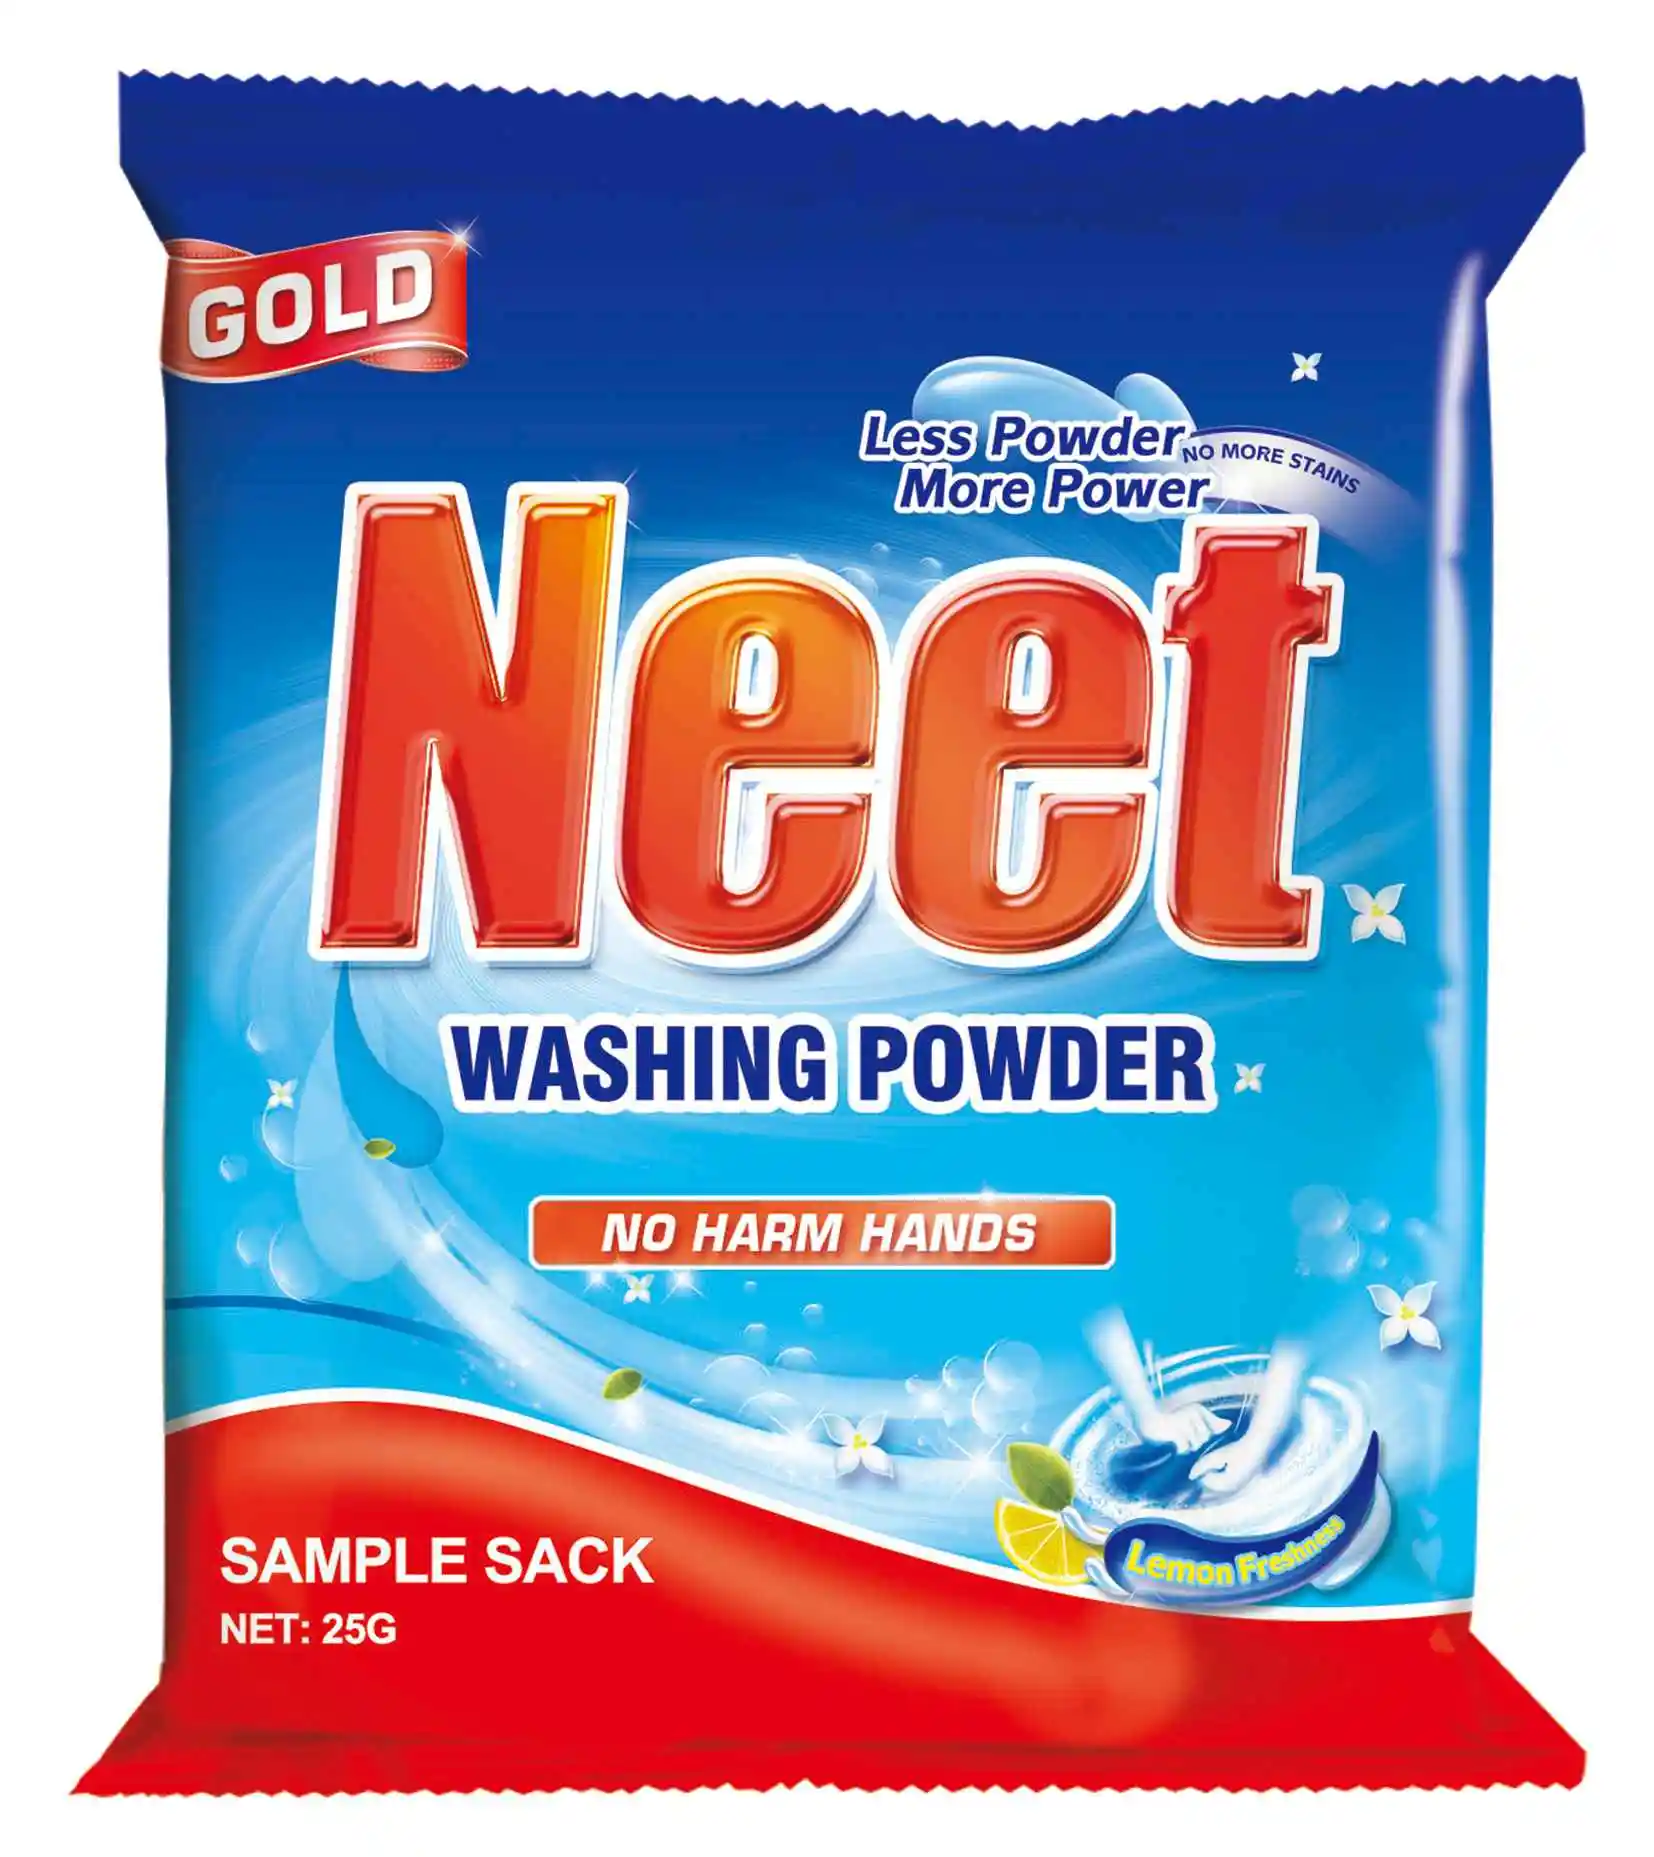 GOLD
Less Powder
More Power
NO MORE STAINS
Neet
WASHING POWDER
NO HARM HANDS
Lemon Freshness
SAMPLE SACK
NET: 25G